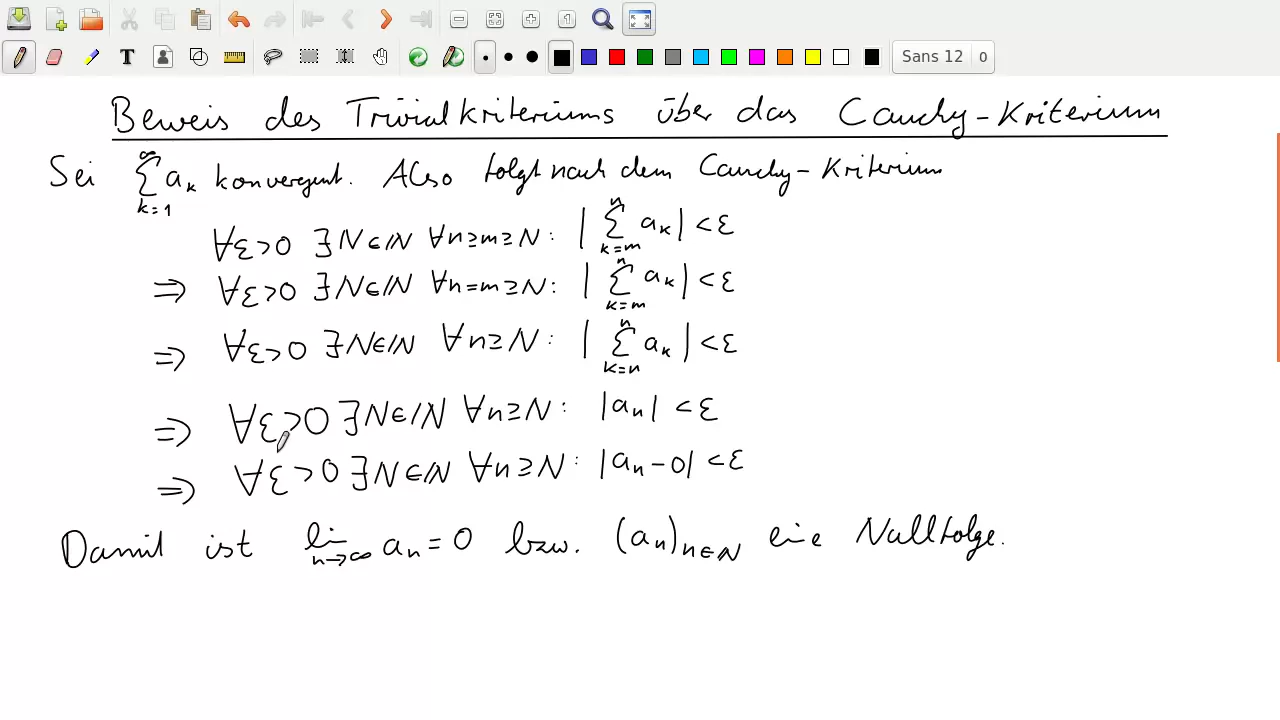 Sans 12 0
Beweis des Trivialkriteriums über das Cauchy-Kriterium
Sei ∑_{k=1}^{∞} a_k konvergent. Also folgt nach dem Cauchy-Kriterium
∀ε>0 ∃N∈ℕ ∀n≥m≥N: |∑_{k=m}^{n} a_k| < ε
⇒ ∀ε>0 ∃N∈ℕ ∀n=m≥N: |∑_{k=m}^{n} a_k| < ε
⇒ ∀ε>0 ∃N∈ℕ ∀n≥N: |∑_{k=n}^{n} a_k| < ε
⇒ ∀ε>0 ∃N∈ℕ ∀n≥N: |a_n| < ε
⇒ ∀ε>0 ∃N∈ℕ ∀n≥N: |a_n - 0| < ε
Damit ist lim_{n→∞} a_n = 0 bzw. (a_n)_{n∈ℕ} eine Nullfolge.